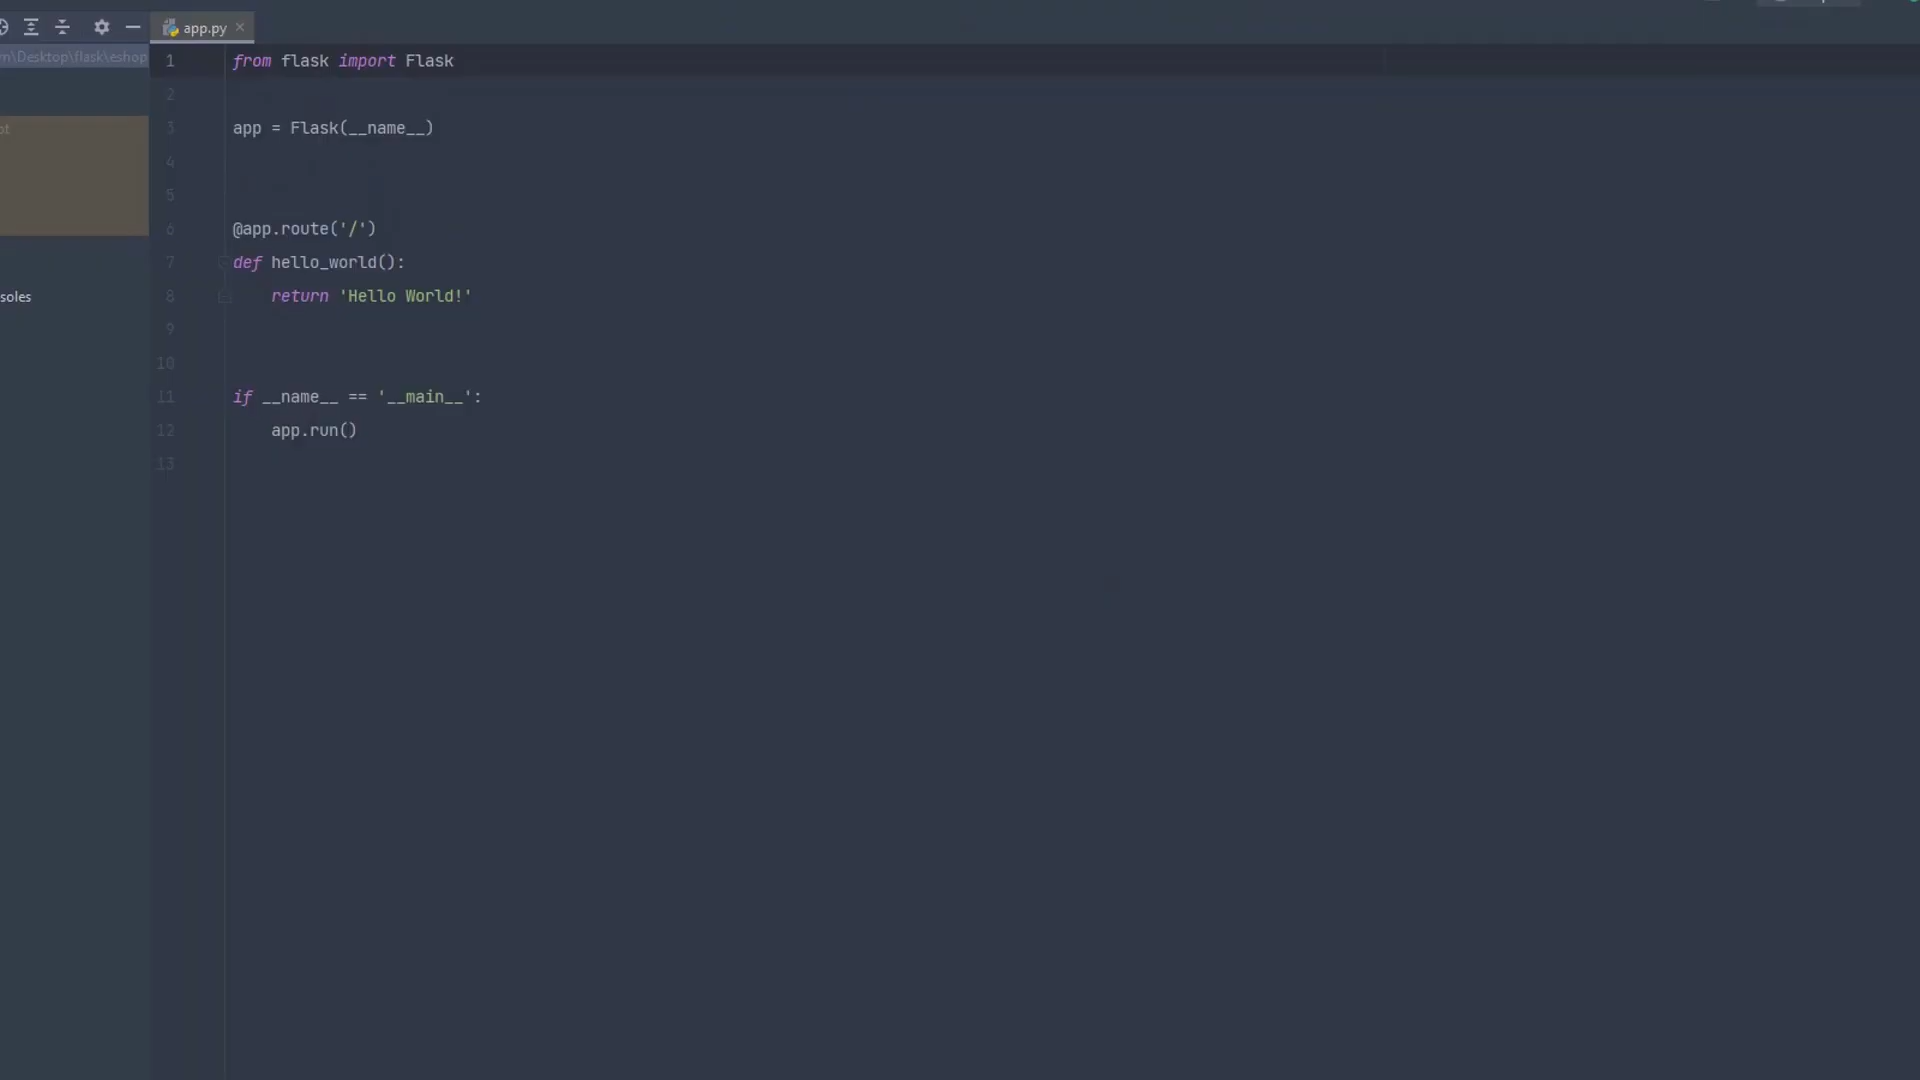 app.py
m\Desktop\flask\eshop
1 from flask import Flask
2
3 app = Flask(__name__)
4
5
6 @app.route('/')
7 def hello_world():
8 return 'Hello World!'
9
10
11 if __name__ == '__main__':
12 app.run()
13
ot
soles